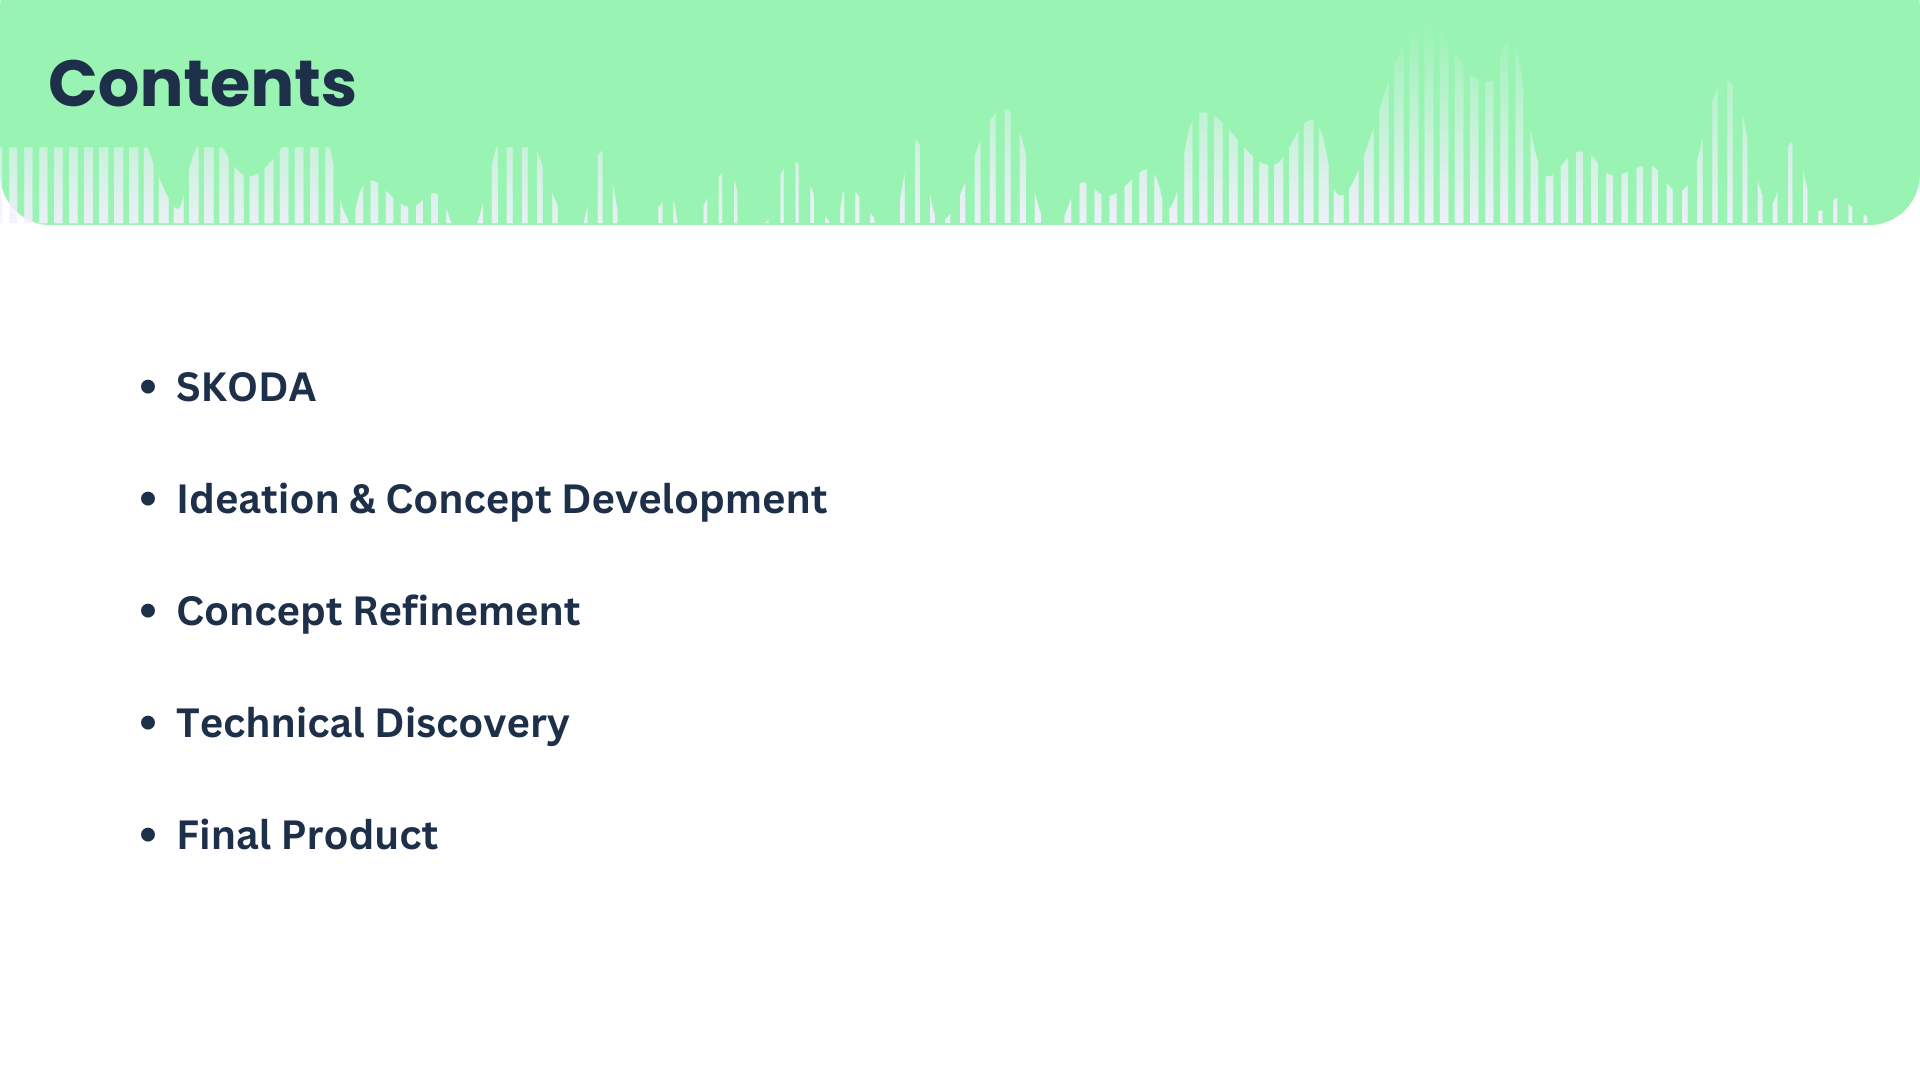 Contents
• SKODA
• Ideation & Concept Development
• Concept Refinement
• Technical Discovery
• Final Product